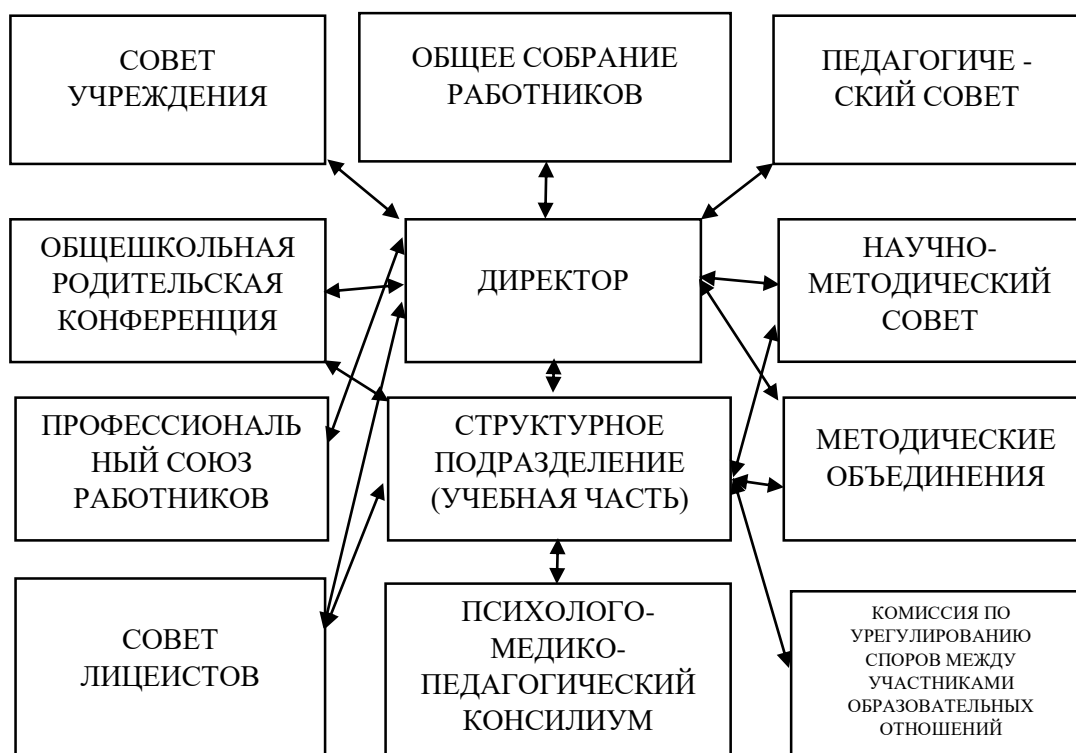 СОВЕТ
УЧРЕЖДЕНИЯ
ОБЩЕЕ СОБРАНИЕ
РАБОТНИКОВ
ПЕДАГОГИЧЕ -
СКИЙ СОВЕТ
ОБЩЕШКОЛЬНАЯ
РОДИТЕЛЬСКАЯ
КОНФЕРЕНЦИЯ
ДИРЕКТОР
НАУЧНО-
МЕТОДИЧЕСКИЙ
СОВЕТ
ПРОФЕССИОНАЛЬ
НЫЙ СОЮЗ
РАБОТНИКОВ
СТРУКТУРНОЕ
ПОДРАЗДЕЛЕНИЕ
(УЧЕБНАЯ ЧАСТЬ)
МЕТОДИЧЕСКИЕ
ОБЪЕДИНЕНИЯ
СОВЕТ
ЛИЦЕИСТОВ
ПСИХОЛОГО-
МЕДИКО-
ПЕДАГОГИЧЕСКИЙ
КОНСИЛИУМ
КОМИССИЯ ПО
УРЕГУЛИРОВАНИЮ
СПОРОВ МЕЖДУ
УЧАСТНИКАМИ
ОБРАЗОВАТЕЛЬНЫХ
ОТНОШЕНИЙ